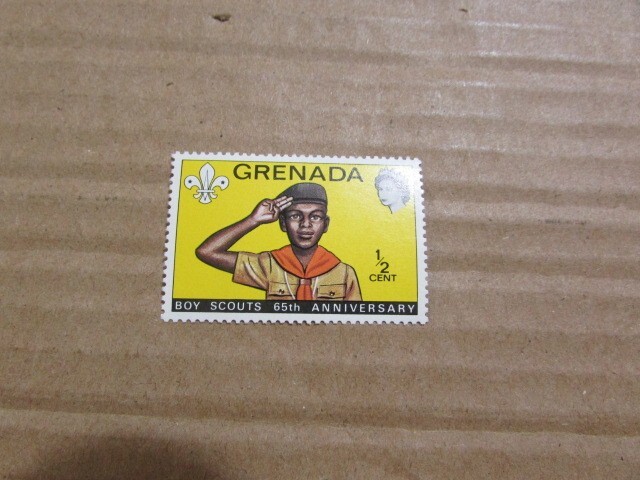 GRENADA
1/2
CENT
BOY SCOUTS 65th ANNIVERSARY